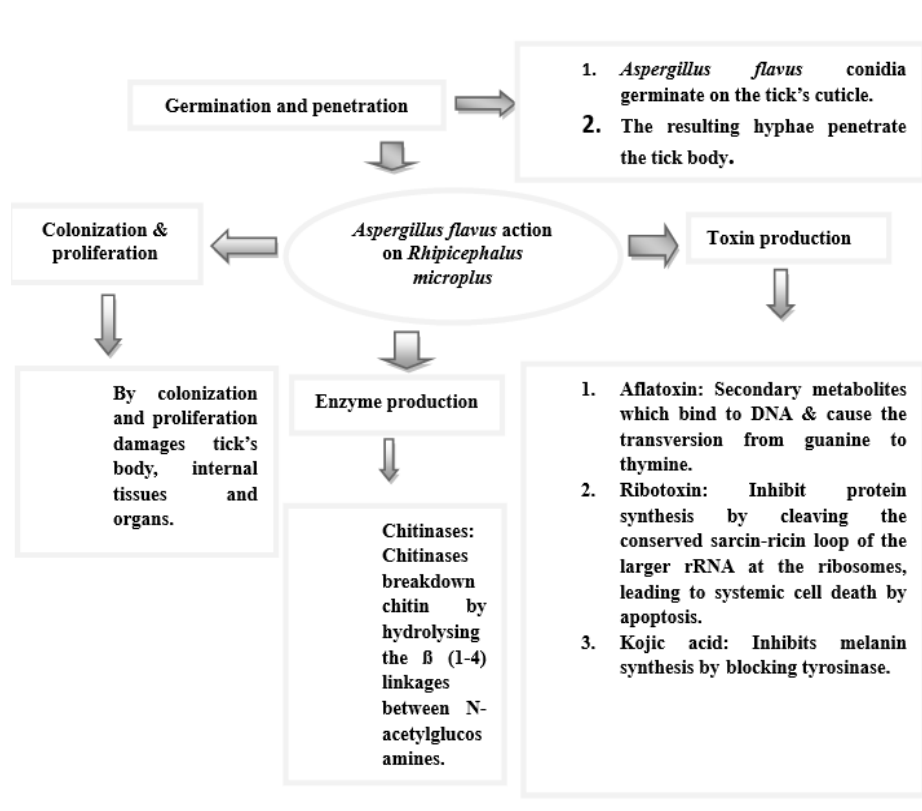 Germination and penetration
1. Aspergillus flavus conidia
germinate on the tick's cuticle.
2. The resulting hyphae penetrate
the tick body.
Colonization &
proliferation
Aspergillus flavus action
on Rhipicephalus
microplus
Toxin production
By colonization
and proliferation
damages tick's
body, internal
tissues and
organs.
Enzyme production
Chitinases:
Chitinases
breakdown
chitin by
hydrolysing
the ß (1-4)
linkages
between N-
acetylglucos
amines.
1. Aflatoxin: Secondary metabolites
which bind to DNA & cause the
transversion from guanine to
thymine.
2. Ribotoxin: Inhibit protein
synthesis by cleaving the
conserved sarcin-ricin loop of the
larger rRNA at the ribosomes,
leading to systemic cell death by
apoptosis.
3. Kojic acid: Inhibits melanin
synthesis by blocking tyrosinase.